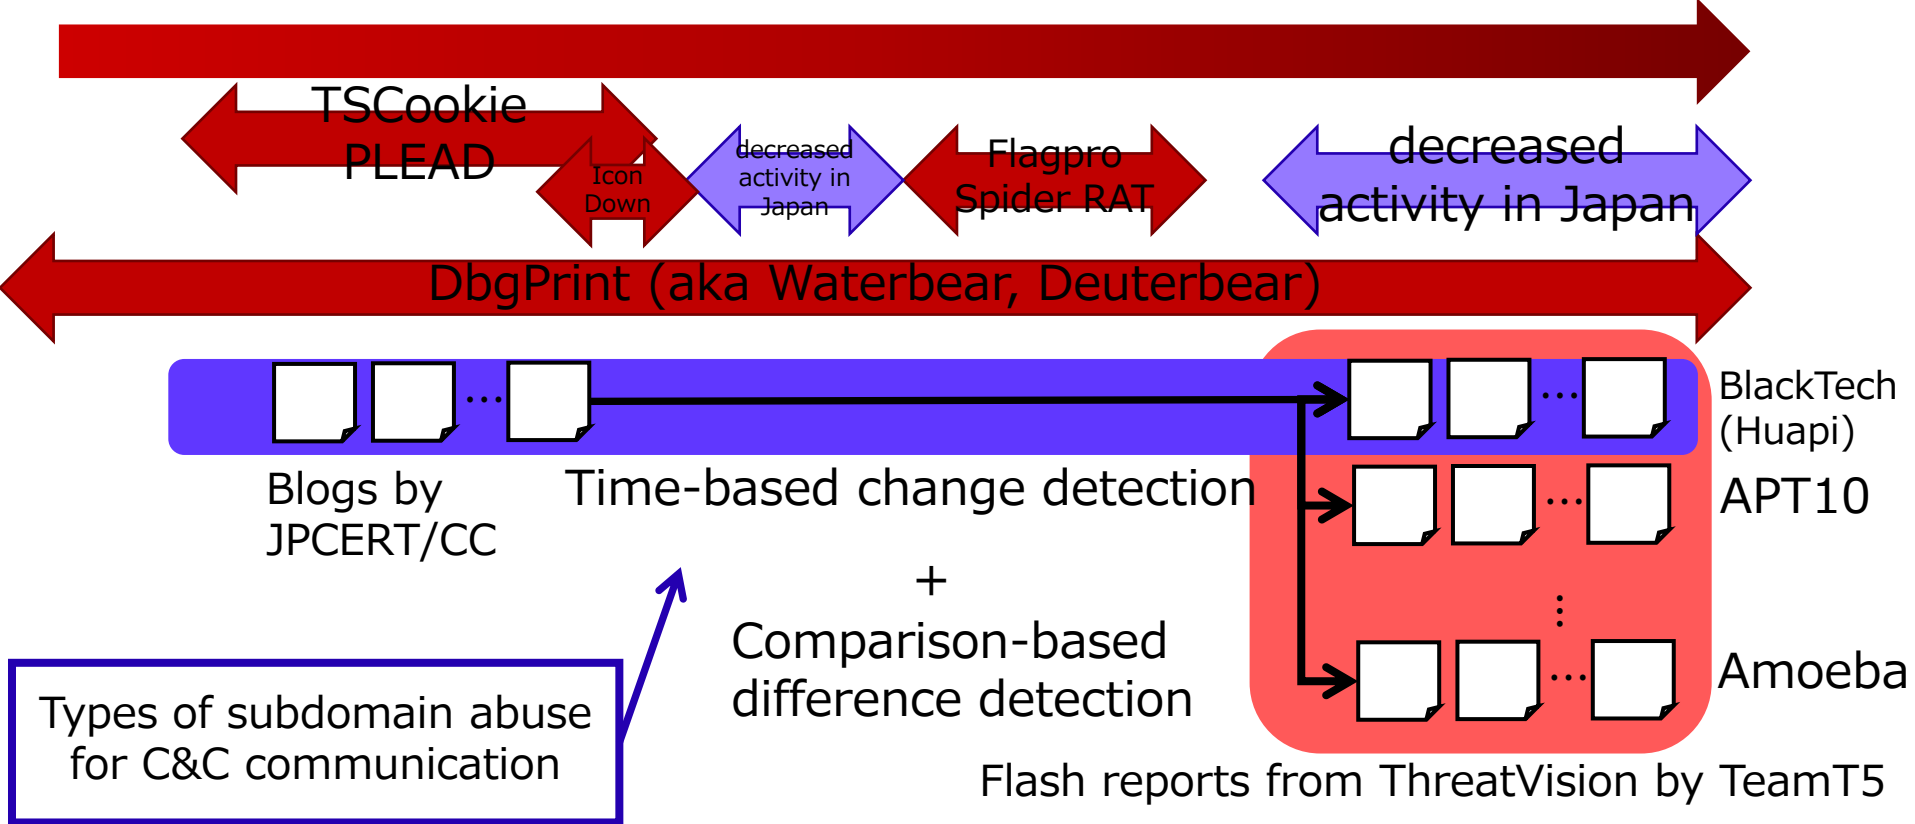 TSCookie
PLEAD
Icon
Down
decreased
activity in
Japan
Flagpro
Spider RAT
decreased
activity in Japan
DbgPrint (aka Waterbear, Deuterbear)
...
...
BlackTech
(Huapi)
Blogs by
JPCERT/CC
Time-based change detection
...
APT10
+
Comparison-based
difference detection
...
...
Amoeba
Types of subdomain abuse
for C&C communication
Flash reports from ThreatVision by TeamT5